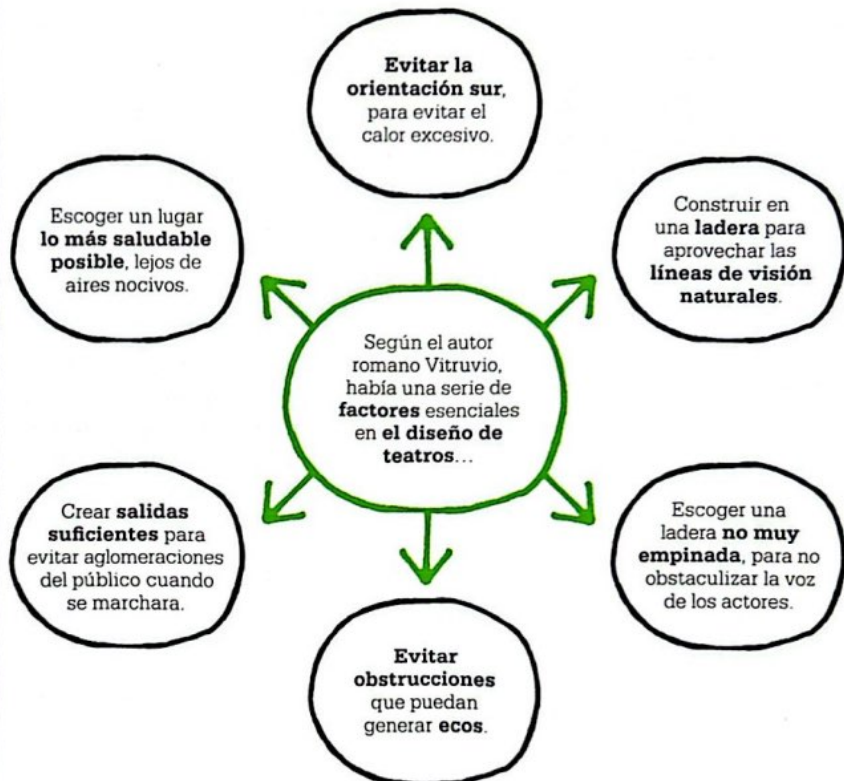 Evitar la
orientación sur,
para evitar el
calor excesivo.
Escoger un lugar
lo más saludable
posible, lejos de
aires nocivos.
Construir en
una ladera para
aprovechar las
líneas de visión
naturales.
Según el autor
romano Vitruvio,
había una serie de
factores esenciales
en el diseño de
teatros...
Crear salidas
suficientes para
evitar aglomeraciones
del público cuando
se marchara.
Escoger una
ladera no muy
empinada, para no
obstaculizar la voz
de los actores.
Evitar
obstrucciones
que puedan
generar ecos.